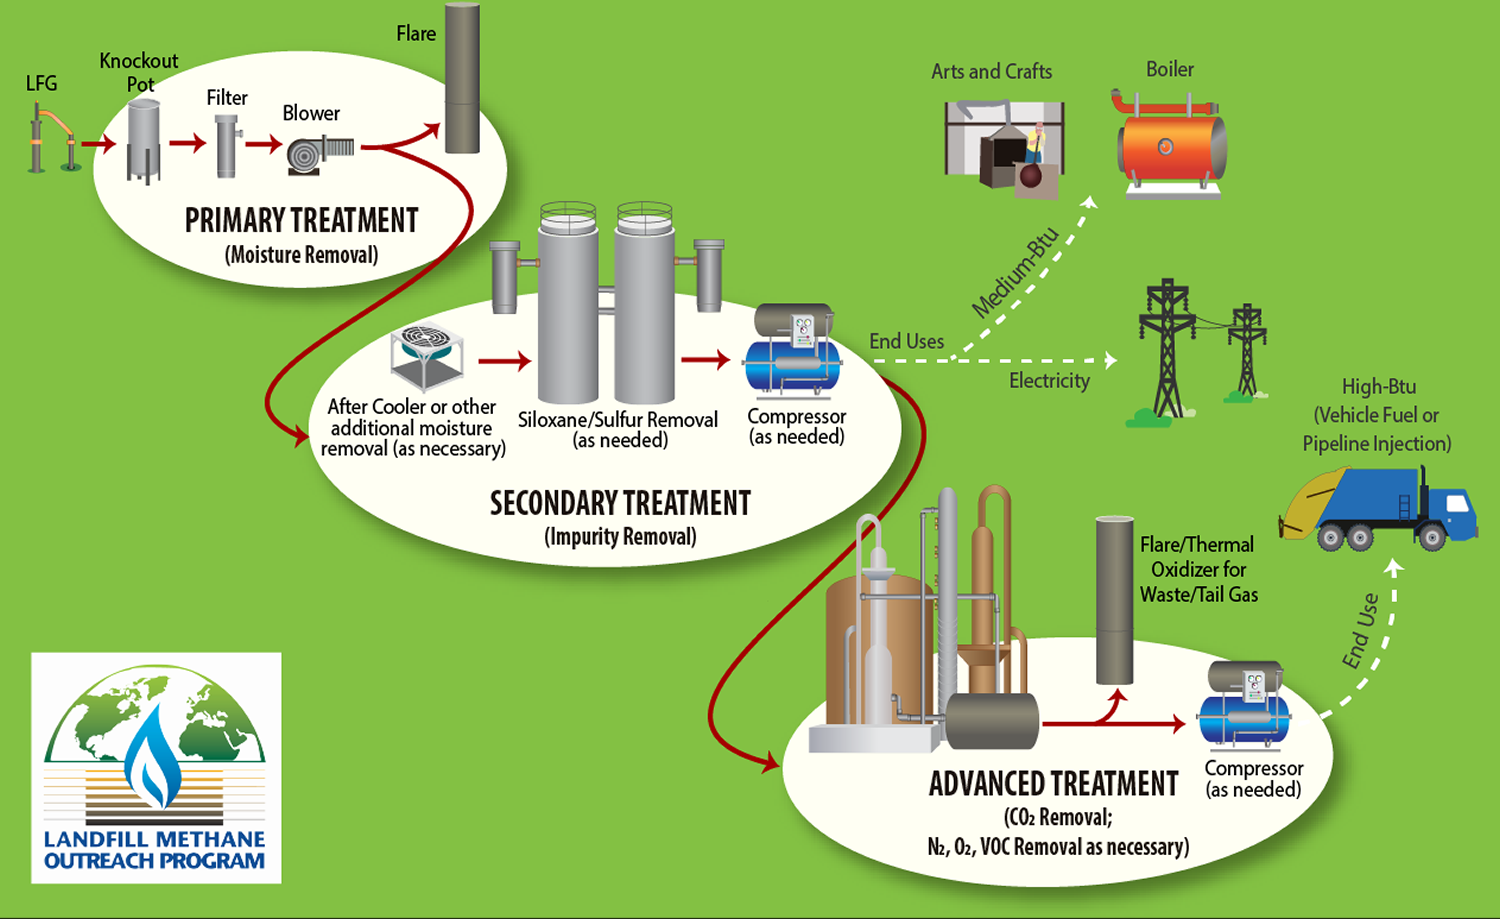 LFG
Knockout
Pot
Filter
Blower
Flare
PRIMARY TREATMENT
(Moisture Removal)
After Cooler or other
additional moisture
removal (as necessary)
Siloxane/Sulfur Removal
(as needed)
Compressor
(as needed)
SECONDARY TREATMENT
(Impurity Removal)
End Uses
Medium-Btu
Arts and Crafts
Boiler
Electricity
High-Btu
(Vehicle Fuel or
Pipeline Injection)
Flare/Thermal
Oxidizer for
Waste/Tail Gas
End Use
Compressor
(as needed)
ADVANCED TREATMENT
(CO₂ Removal;
N₂, O₂, VOC Removal as necessary)
LANDFILL METHANE
OUTREACH PROGRAM